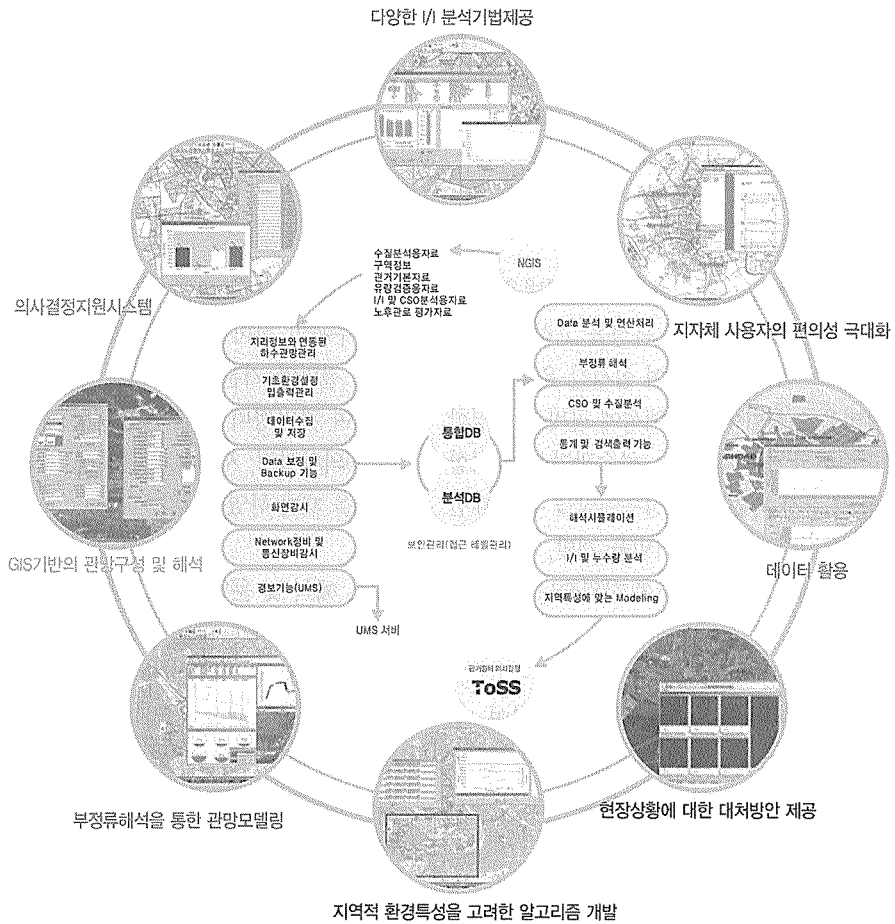 다양한 I/I 분석기법제공
의사결정지원시스템
지자체 사용자의 편의성 극대화
수질분석용자료
구역정보
관거기본자료
유량검증용자료
I/I 및 CSO분석용자료
노후관로 평가자료
NGIS
지리정보와 연동된
하수관망관리
기초환경설정
입출력관리
데이터수집
및 저장
Data 보정 및
Backup 기능
화면감시
Network장비 및
통신장비감시
경보기능(UMS)
UMS 서비
통합DB
분석DB
보안관리(접근 레벨관리)
Data 분석 및 연산처리
부정류 해석
CSO 및 수질분석
통계 및 검색출력 기능
해석시뮬레이션
I/I 및 누수량 분석
지역특성에 맞는 Modeling
ToSS
GIS기반의 관망구성 및 해석
데이터 활용
부정류해석을 통한 관망모델링
현장상황에 대한 대처방안 제공
지역적 환경특성을 고려한 알고리즘 개발